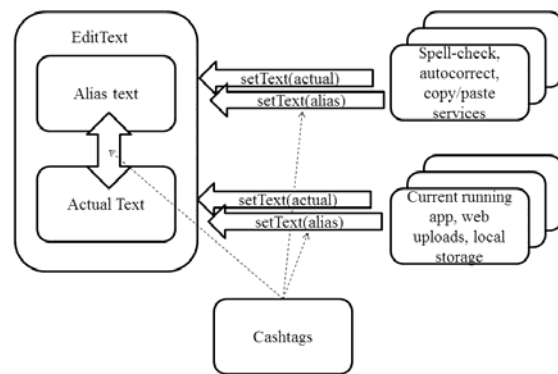 EditText
Alias text
Actual Text
setText(actual)
setText(alias)
Spell-check,
autocorrect,
copy/paste
services
setText(actual)
setText(alias)
Current running
app, web
uploads, local
storage
Cashtags